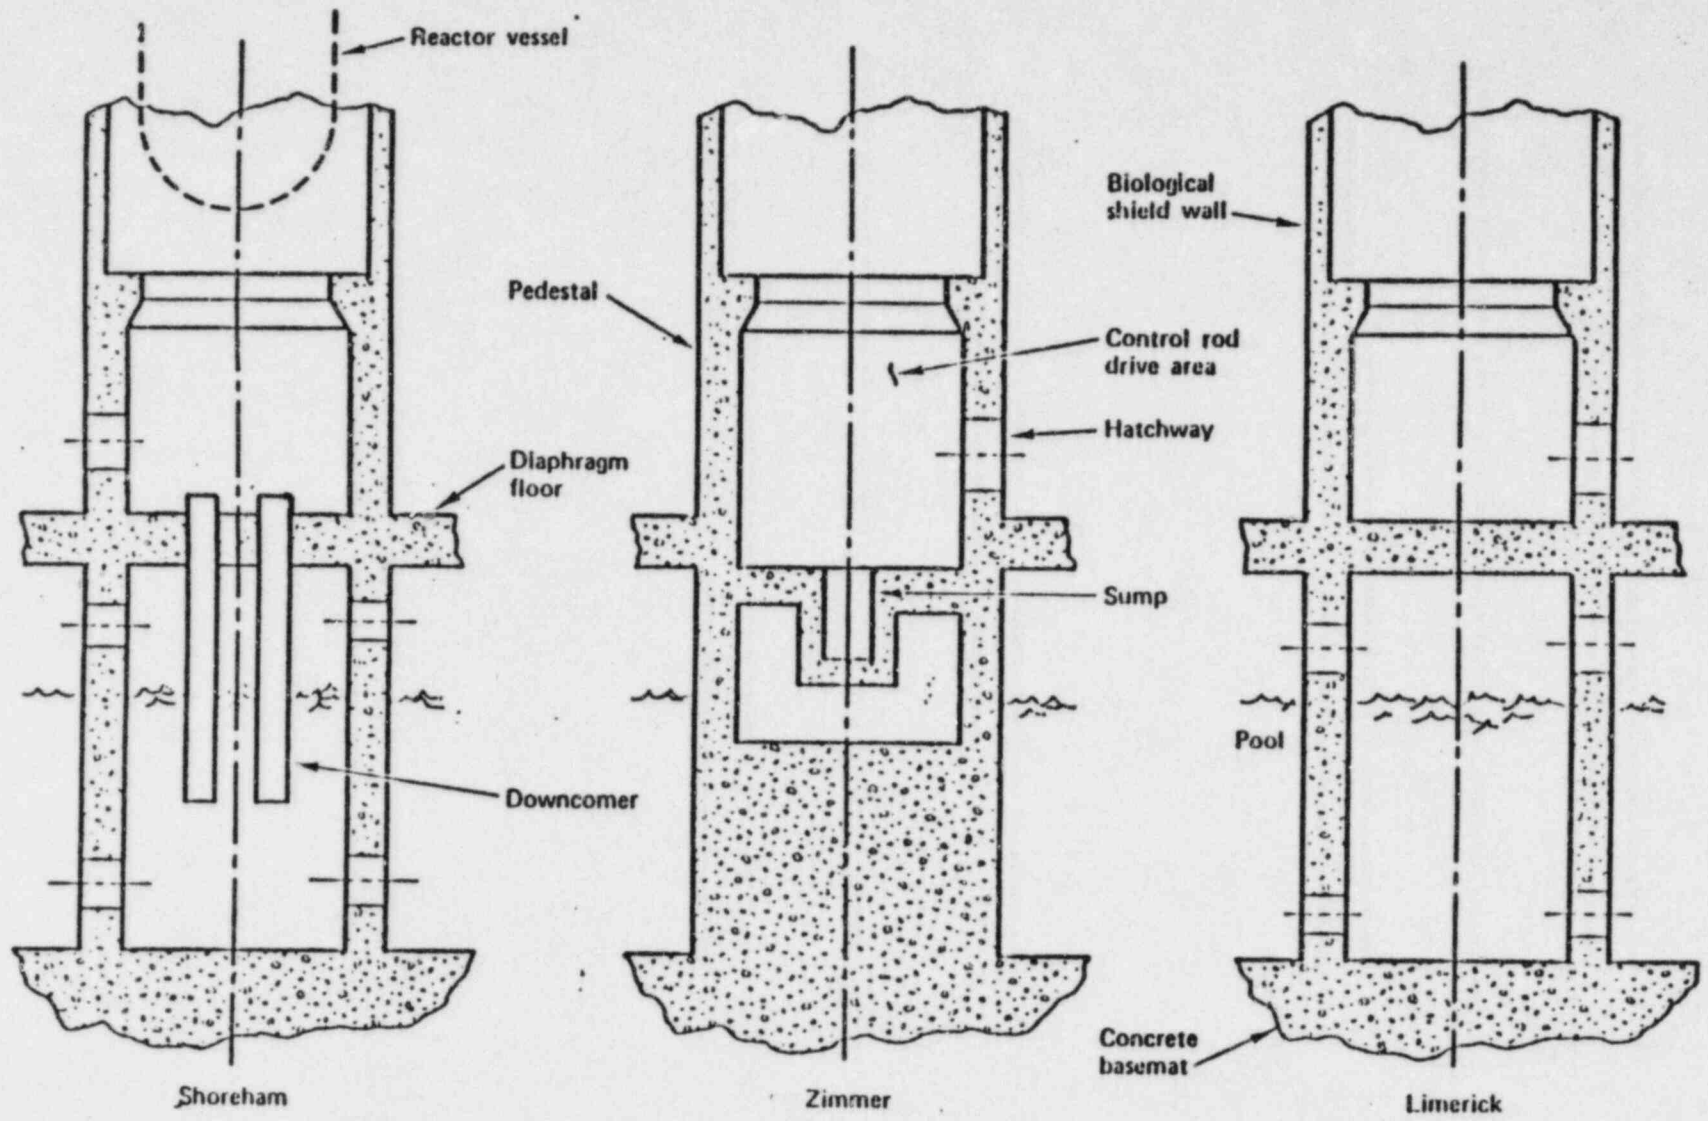 Reactor vessel
Biological
shield wall
Pedestal
Control rod
drive area
Hatchway
Diaphragm
floor
Sump
Pool
Downcomer
Concrete
basemat
Shoreham
Zimmer
Limerick